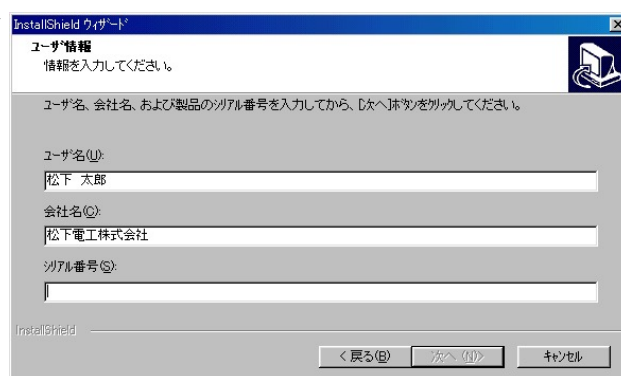 InstallShield ウィザード
ユーザ情報
情報を入力してください。
ユーザ名、会社名、および製品のシリアル番号を入力してから、[次へ]ボタンをクリックしてください。
ユーザ名(U):
松下 太郎
会社名(C):
松下電工株式会社
シリアル番号(S):
InstallShield
< 戻る(B) 次へ (N)> キャンセル